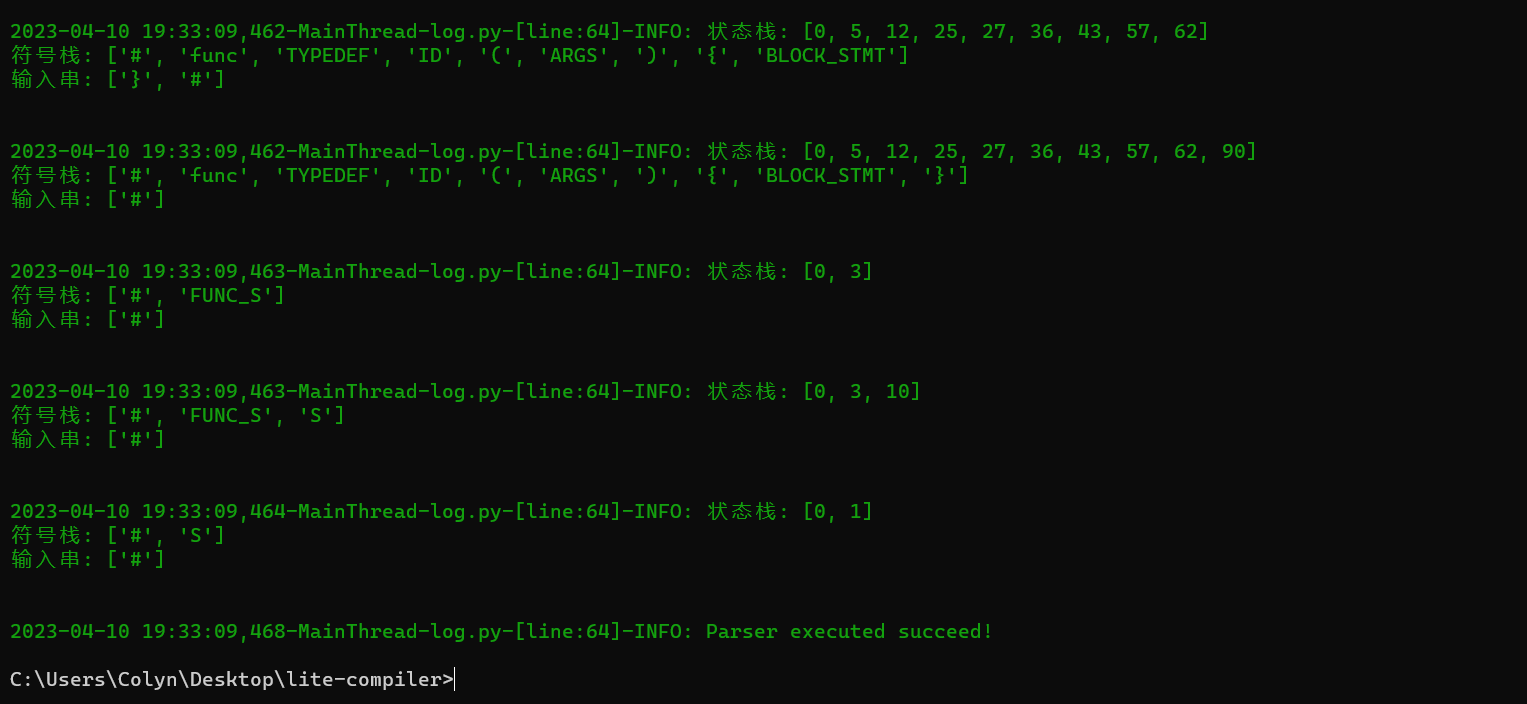 2023-04-10 19:33:09,462-MainThread-log.py-[line:64]-INFO: 状态栈: [0, 5, 12, 25, 27, 36, 43, 57, 62]
符号栈: ['#', 'func', 'TYPEDEF', 'ID', '(', 'ARGS', ')', '{', 'BLOCK_STMT']
输入串: ['}', '#']
2023-04-10 19:33:09,462-MainThread-log.py-[line:64]-INFO: 状态栈: [0, 5, 12, 25, 27, 36, 43, 57, 62, 90]
符号栈: ['#', 'func', 'TYPEDEF', 'ID', '(', 'ARGS', ')', '{', 'BLOCK_STMT', '}']
输入串: ['#']
2023-04-10 19:33:09,463-MainThread-log.py-[line:64]-INFO: 状态栈: [0, 3]
符号栈: ['#', 'FUNC_S']
输入串: ['#']
2023-04-10 19:33:09,463-MainThread-log.py-[line:64]-INFO: 状态栈: [0, 3, 10]
符号栈: ['#', 'FUNC_S', 'S']
输入串: ['#']
2023-04-10 19:33:09,464-MainThread-log.py-[line:64]-INFO: 状态栈: [0, 1]
符号栈: ['#', 'S']
输入串: ['#']
2023-04-10 19:33:09,468-MainThread-log.py-[line:64]-INFO: Parser executed succeed!
C:\Users\Colyn\Desktop\lite-compiler>